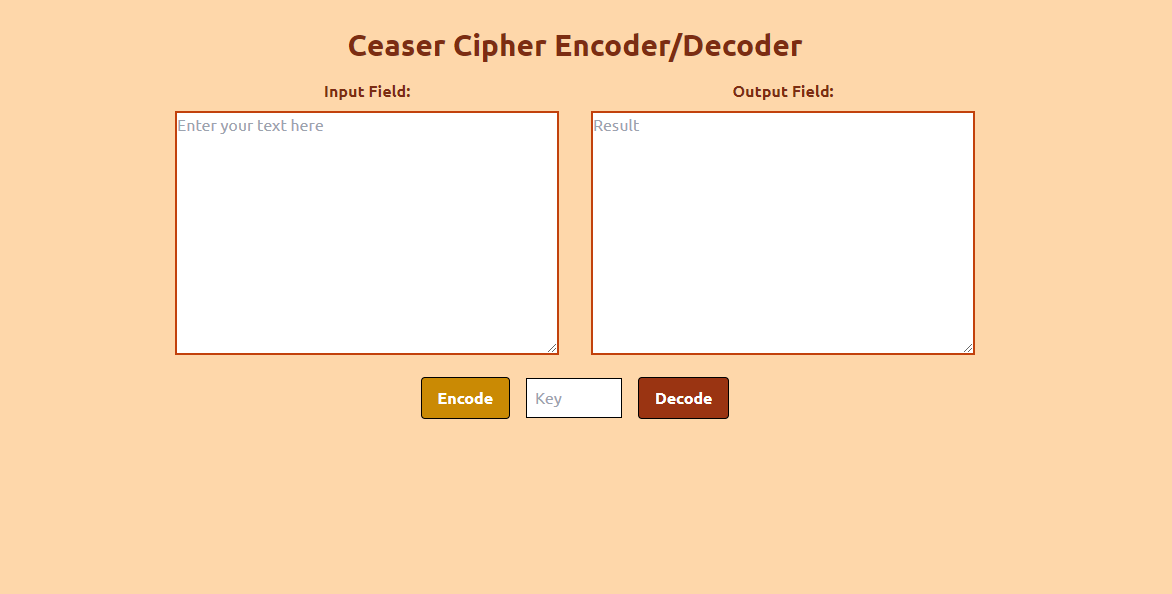 Ceaser Cipher Encoder/Decoder
Input Field:
Output Field:
Enter your text here
Result
Encode
Key
Decode